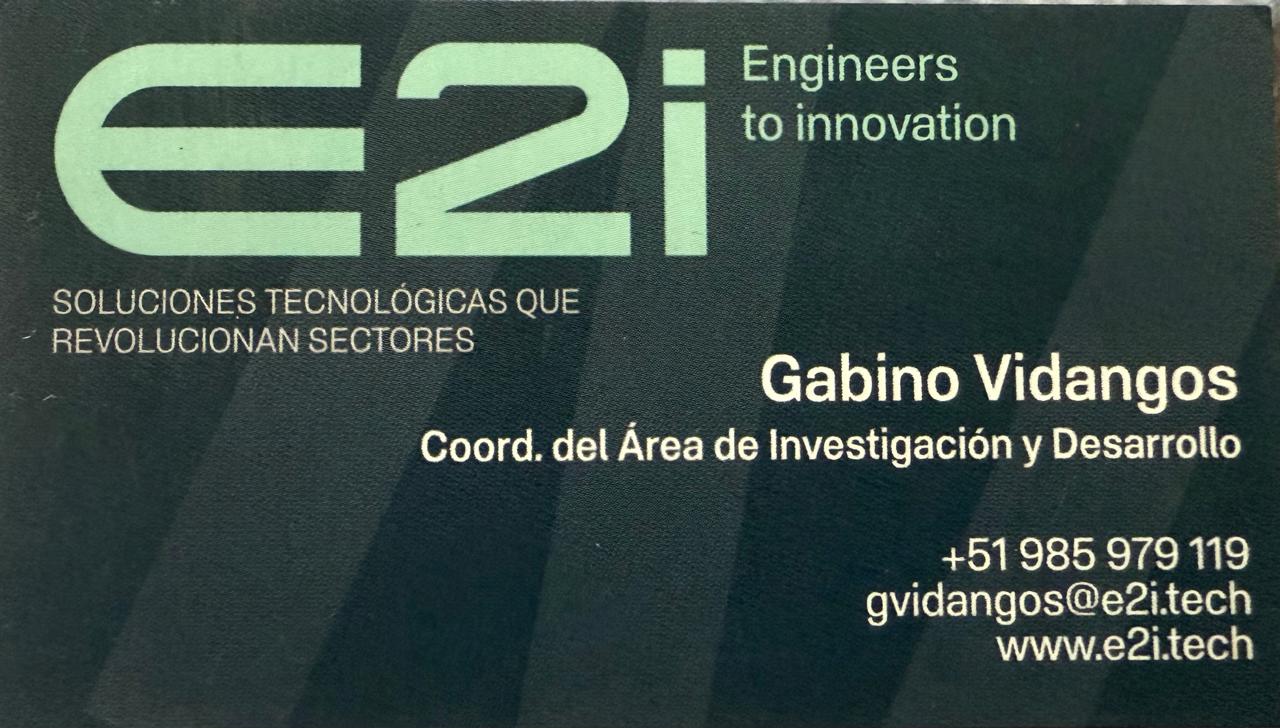 E2i
Engineers
to innovation
SOLUCIONES TECNOLÓGICAS QUE
REVOLUCIONAN SECTORES
Gabino Vidangos
Coord. del Área de Investigación y Desarrollo
+51 985 979 119
gvidangos@e2i.tech
www.e2i.tech